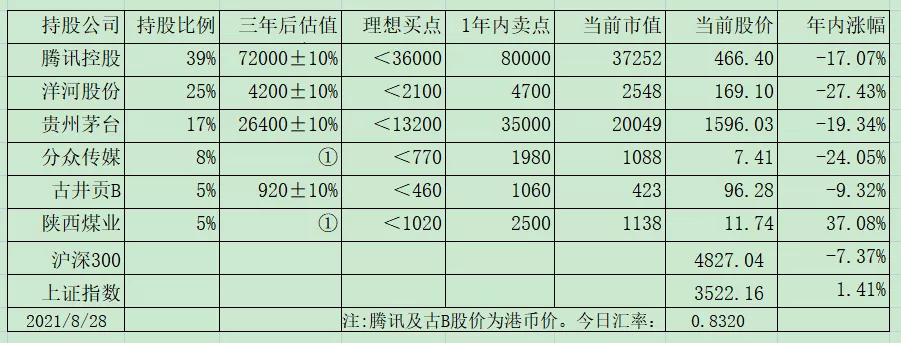 持股公司 持股比例 三年后估值 理想买点 1年内卖点 当前市值 当前股价 年内涨幅
腾讯控股 39% 72000±10% <36000 80000 37252 466.40 -17.07%
洋河股份 25% 4200±10% <2100 4700 2548 169.10 -27.43%
贵州茅台 17% 26400±10% <13200 35000 20049 1596.03 -19.34%
分众传媒 8% ① <770 1980 1088 7.41 -24.05%
古井贡B 5% 920±10% <460 1060 423 96.28 -9.32%
陕西煤业 5% ① <1020 2500 1138 11.74 37.08%
沪深300 4827.04 -7.37%
上证指数 3522.16 1.41%
2021/8/28 注:腾讯及古B股价为港币价。今日汇率： 0.8320